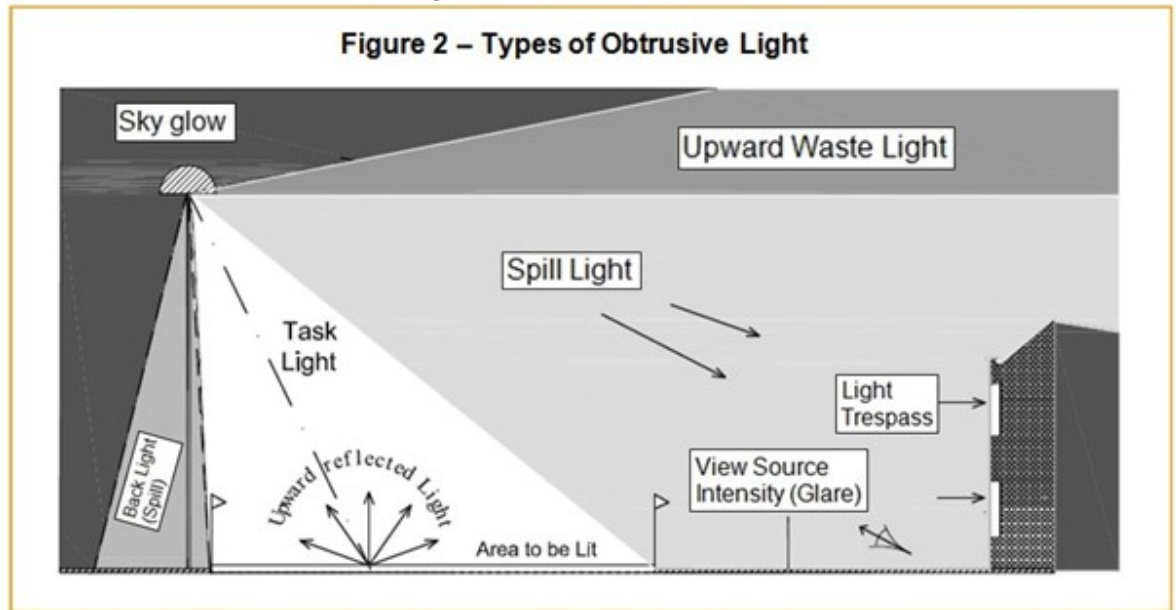 Figure 2 – Types of Obtrusive Light
Sky glow
Upward Waste Light
Spill Light
Task
Light
Light
Trespass
Back Light
(Spill)
Upward reflected Light
View Source
Intensity (Glare)
Area to be Lit